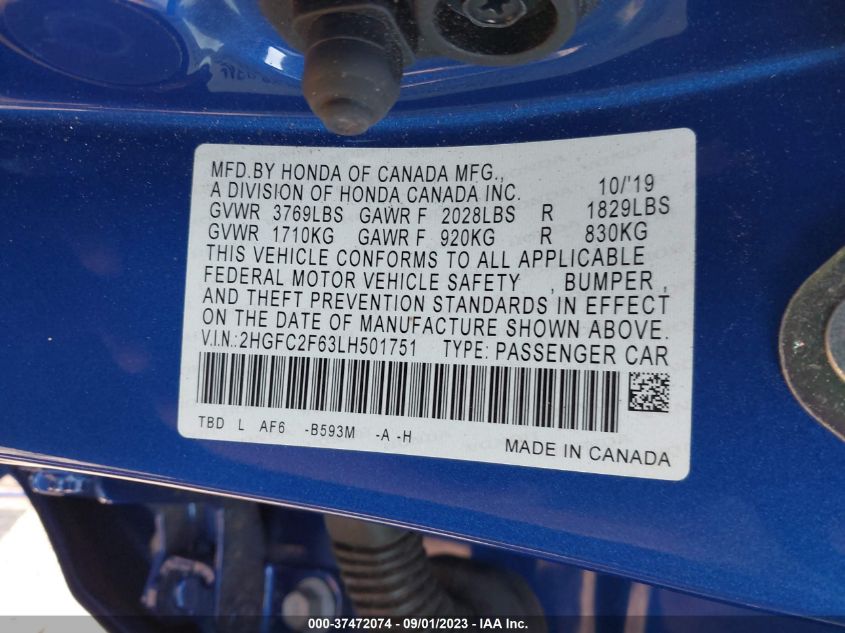 MFD.BY HONDA OF CANADA MFG.,
A DIVISION OF HONDA CANADA INC. 10/'19
GVWR 3769LBS GAWR F 2028LBS R 1829LBS
GVWR 1710KG GAWR F 920KG R 830KG
THIS VEHICLE CONFORMS TO ALL APPLICABLE
FEDERAL MOTOR VEHICLE SAFETY , BUMPER ,
AND THEFT PREVENTION STANDARDS IN EFFECT
ON THE DATE OF MANUFACTURE SHOWN ABOVE.
V.I.N.:2HGFC2F63LH501751 TYPE: PASSENGER CAR
TBD L AF6 -B593M -A -H
MADE IN CANADA
000-37472074 / 09/01/2023 - © IAA Inc.